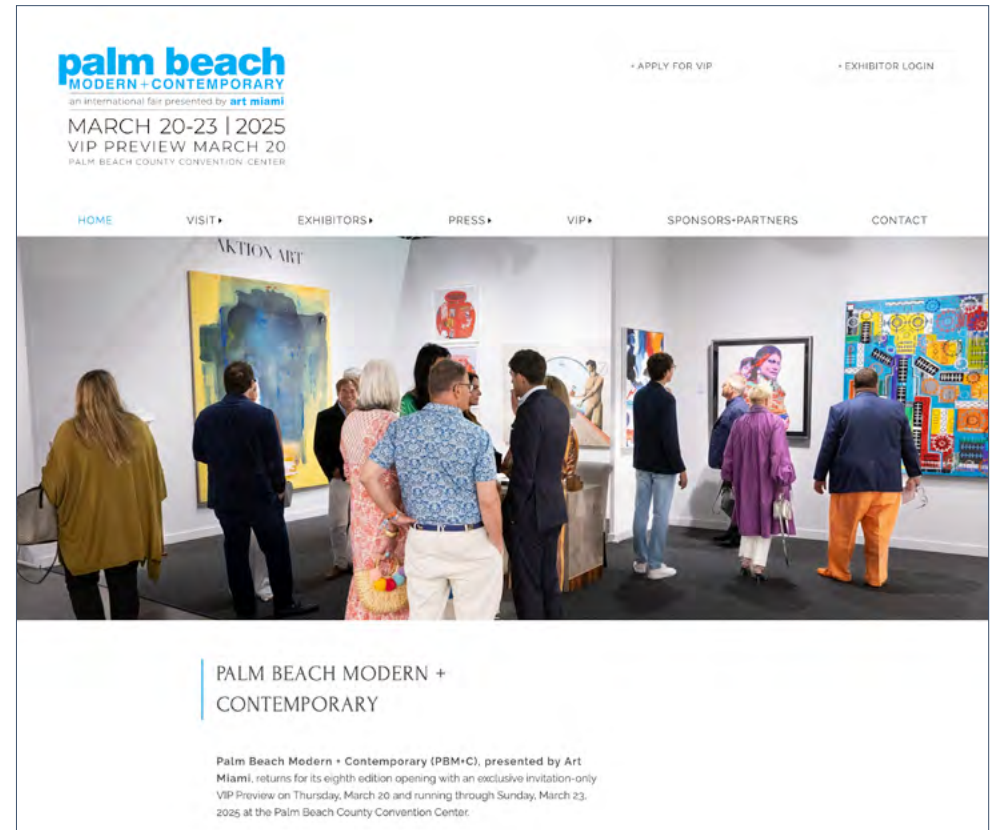 palm beach
MODERN+CONTEMPORARY
an international fair presented by art miami
MARCH 20-23 | 2025
VIP PREVIEW MARCH 20
PALM BEACH COUNTY CONVENTION CENTER
+ APPLY FOR VIP
+ EXHIBITOR LOGIN
HOME
VISIT
EXHIBITORS
PRESS
VIP
SPONSORS+PARTNERS
CONTACT
AKTION ART
PALM BEACH MODERN +
CONTEMPORARY
Palm Beach Modern + Contemporary (PBM+C), presented by Art
Miami, returns for its eighth edition opening with an exclusive invitation-only
VIP Preview on Thursday, March 20 and running through Sunday, March 23,
2025 at the Palm Beach County Convention Center.